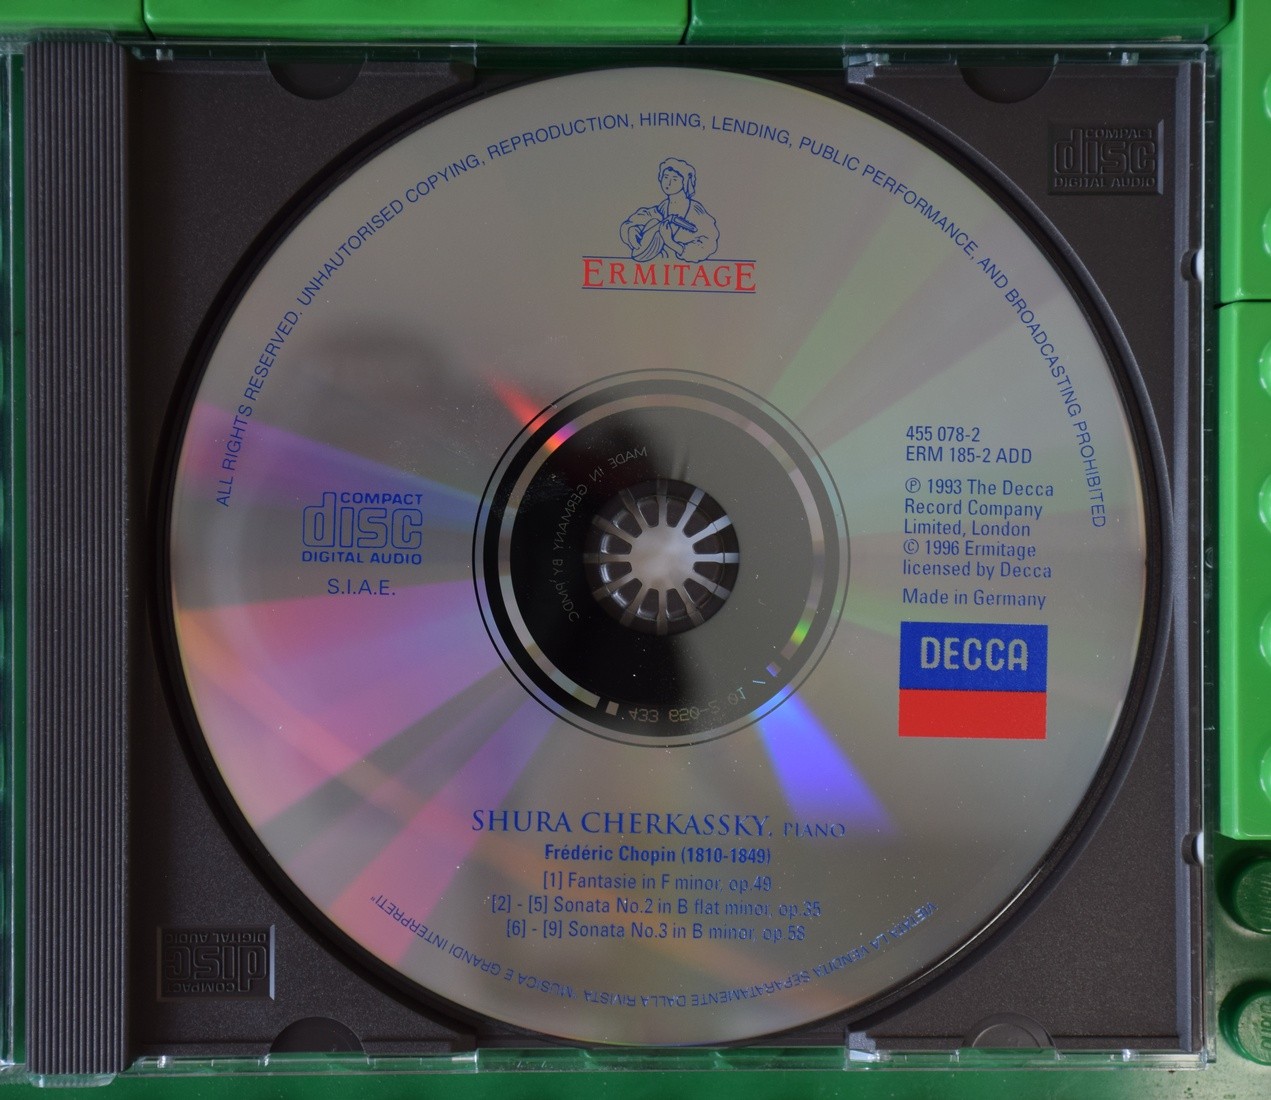 ALL RIGHTS RESERVED. UNHAUTORISED COPYING, REPRODUCTION, HIRING, LENDING, PUBLIC PERFORMANCE, AND BROADCASTING PROHIBITED
ERMITAGE
COMPACT
disc
DIGITAL AUDIO
COMPACT
disc
DIGITAL AUDIO
S.I.A.E.
455 078-2
ERM 185-2 ADD
℗ 1993 The Decca
Record Company
Limited, London
© 1996 Ermitage
licensed by Decca
Made in Germany
DECCA
MADE IN GERMANY BY PMDC
433 650-2 01
SHURA CHERKASSKY, PIANO
Frédéric Chopin (1810-1849)
[1] Fantasie in F minor, op.49
[2] - [5] Sonata No.2 in B flat minor, op.35
[6] - [9] Sonata No.3 in B minor, op.58
VIETATA LA VENDITA SEPARATAMENTE DALLA RIVISTA "MUSICA E GRANDI INTERPRETI"
COMPACT
disc
DIGITAL AUDIO